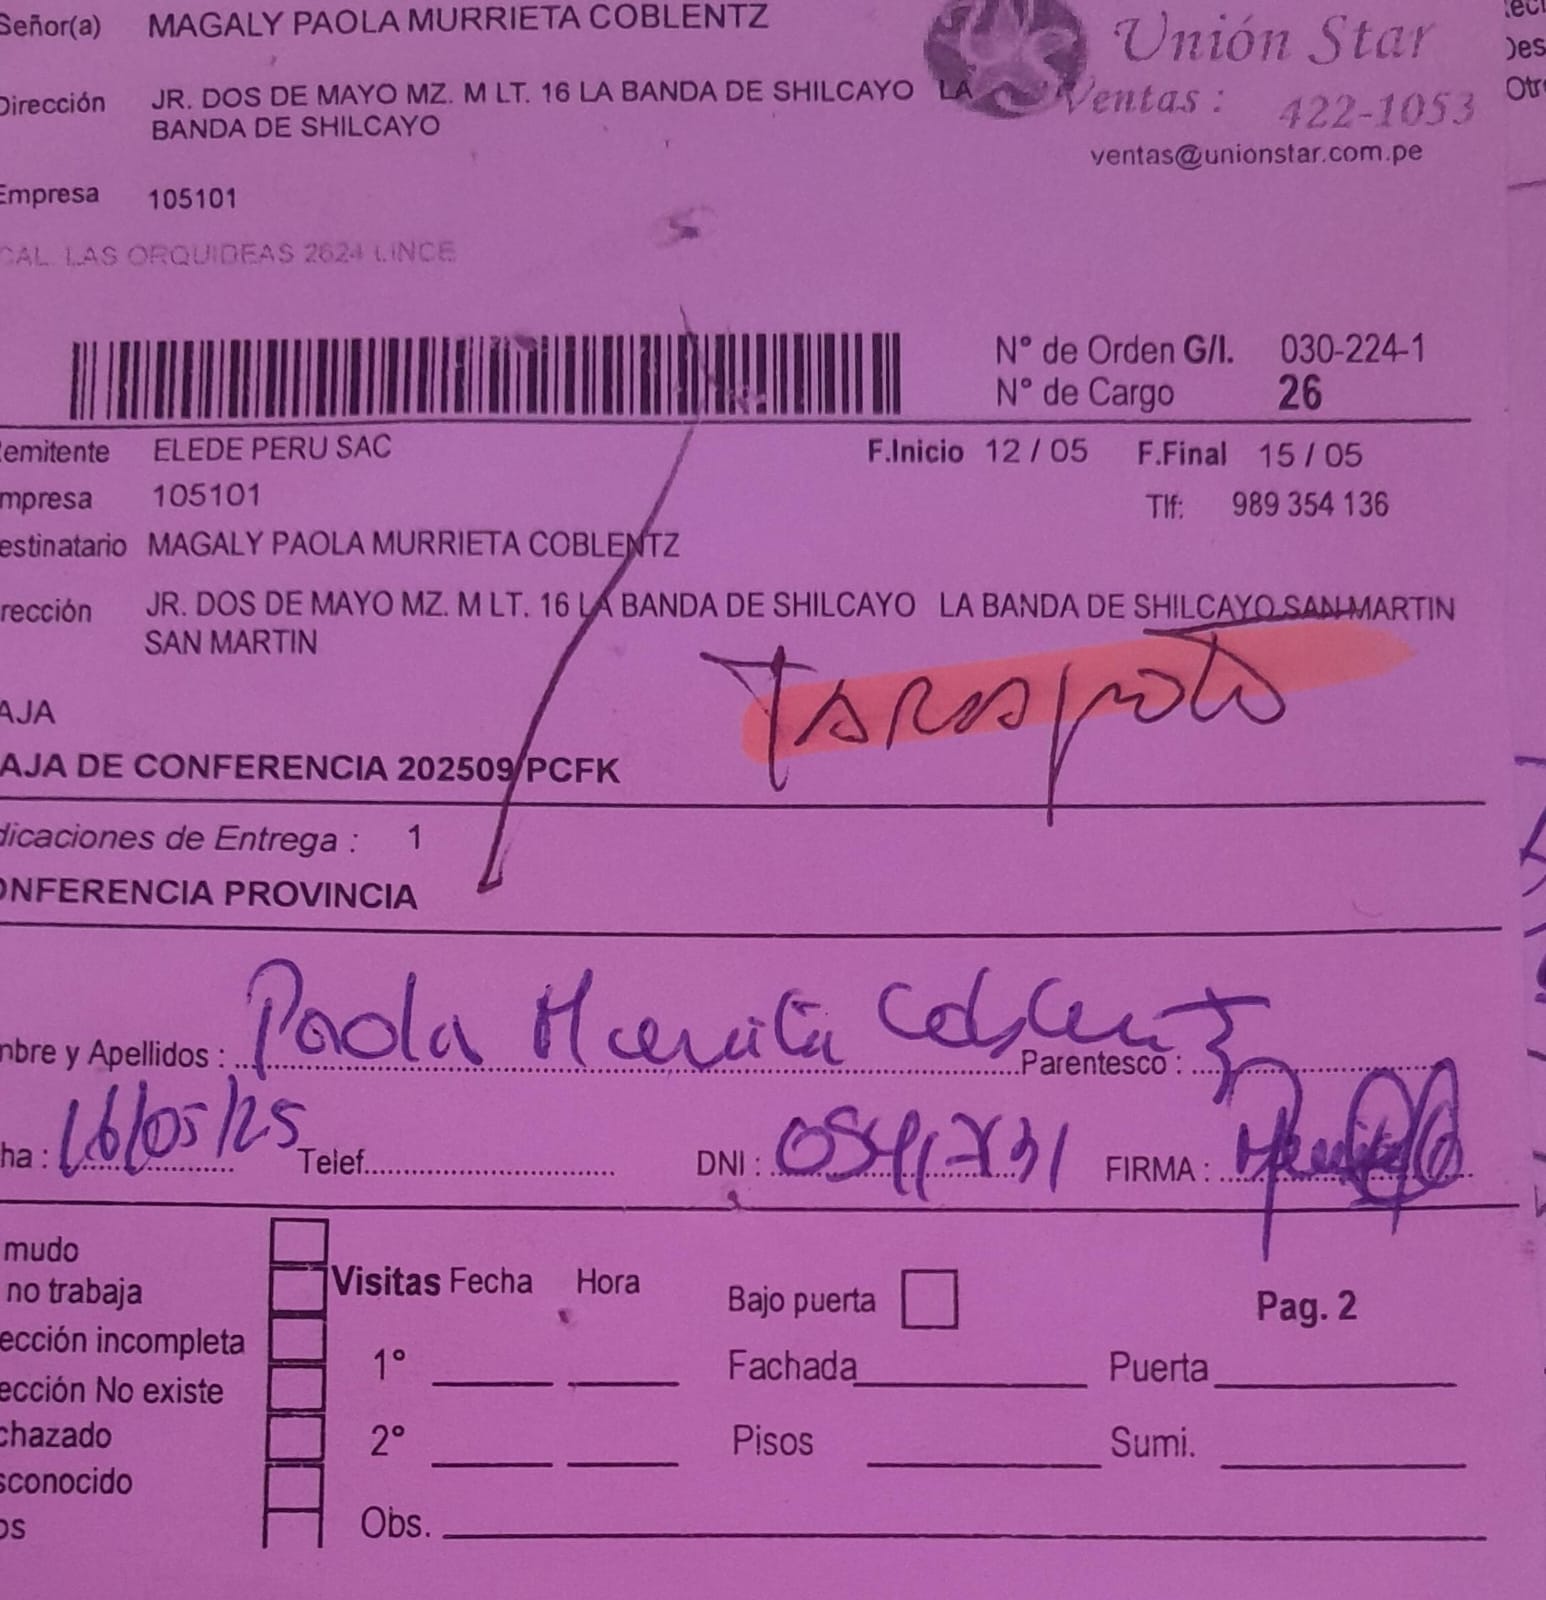 Señor(a) MAGALY PAOLA MURRIETA COBLENTZ
Unión Star
Dirección JR. DOS DE MAYO MZ. M LT. 16 LA BANDA DE SHILCAYO LA
BANDA DE SHILCAYO
Ventas : 422-1053
ventas@unionstar.com.pe
Empresa 105101
CAL. LAS ORQUIDEAS 2624 LINCE
N° de Orden G/I. 030-224-1
N° de Cargo 26
emitente ELEDE PERU SAC F.Inicio 12 / 05 F.Final 15 / 05
mpresa 105101 Tlf: 989 354 136
estinatario MAGALY PAOLA MURRIETA COBLENTZ
rección JR. DOS DE MAYO MZ. M LT. 16 LA BANDA DE SHILCAYO LA BANDA DE SHILCAYO SAN MARTIN
SAN MARTIN
Tarapoto
AJA
AJA DE CONFERENCIA 202509/PCFK
dicaciones de Entrega : 1
ONFERENCIA PROVINCIA
mbre y Apellidos : Paola Murrieta Coblentz Parentesco :
ha : 16/05/25 Telef. DNI : FIRMA :
mudo
no trabaja Visitas Fecha Hora Bajo puerta Pag. 2
ección incompleta 1° Fachada Puerta
ección No existe
chazado 2° Pisos Sumi.
sconocido
os Obs.